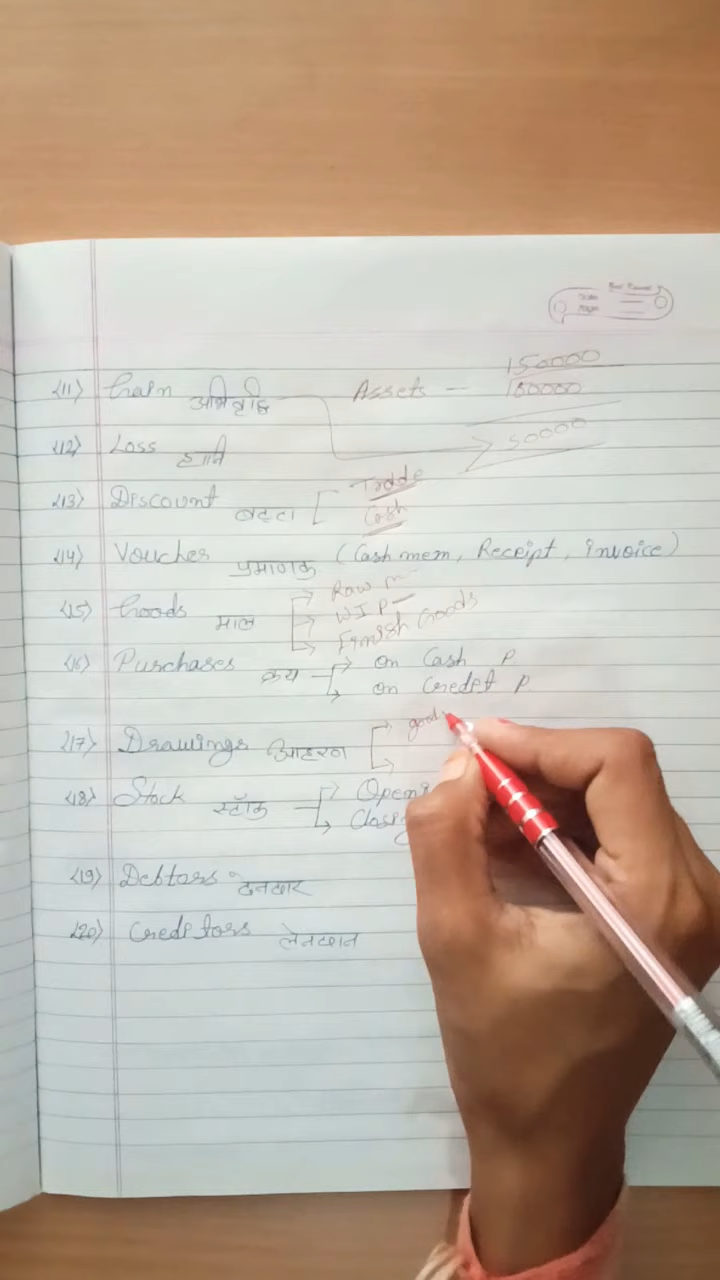 150000
(11) Gain अभिवृद्धि Assets - 100000
50000
(12) Loss हानि
Trade
(13) Discount बट्टा
Cash
(14) Voucher प्रमाणक (Cash mem, Receipt, invoice)
Raw m
(15) Goods माल WIP
Finish Goods
(16) Purchases क्रय on Cash P
on Credit P
good
(17) Drawings आहरण
(18) Stock स्टॉक Openi
Closing
(19) Debtors देनदार
(20) Creditors लेनदान